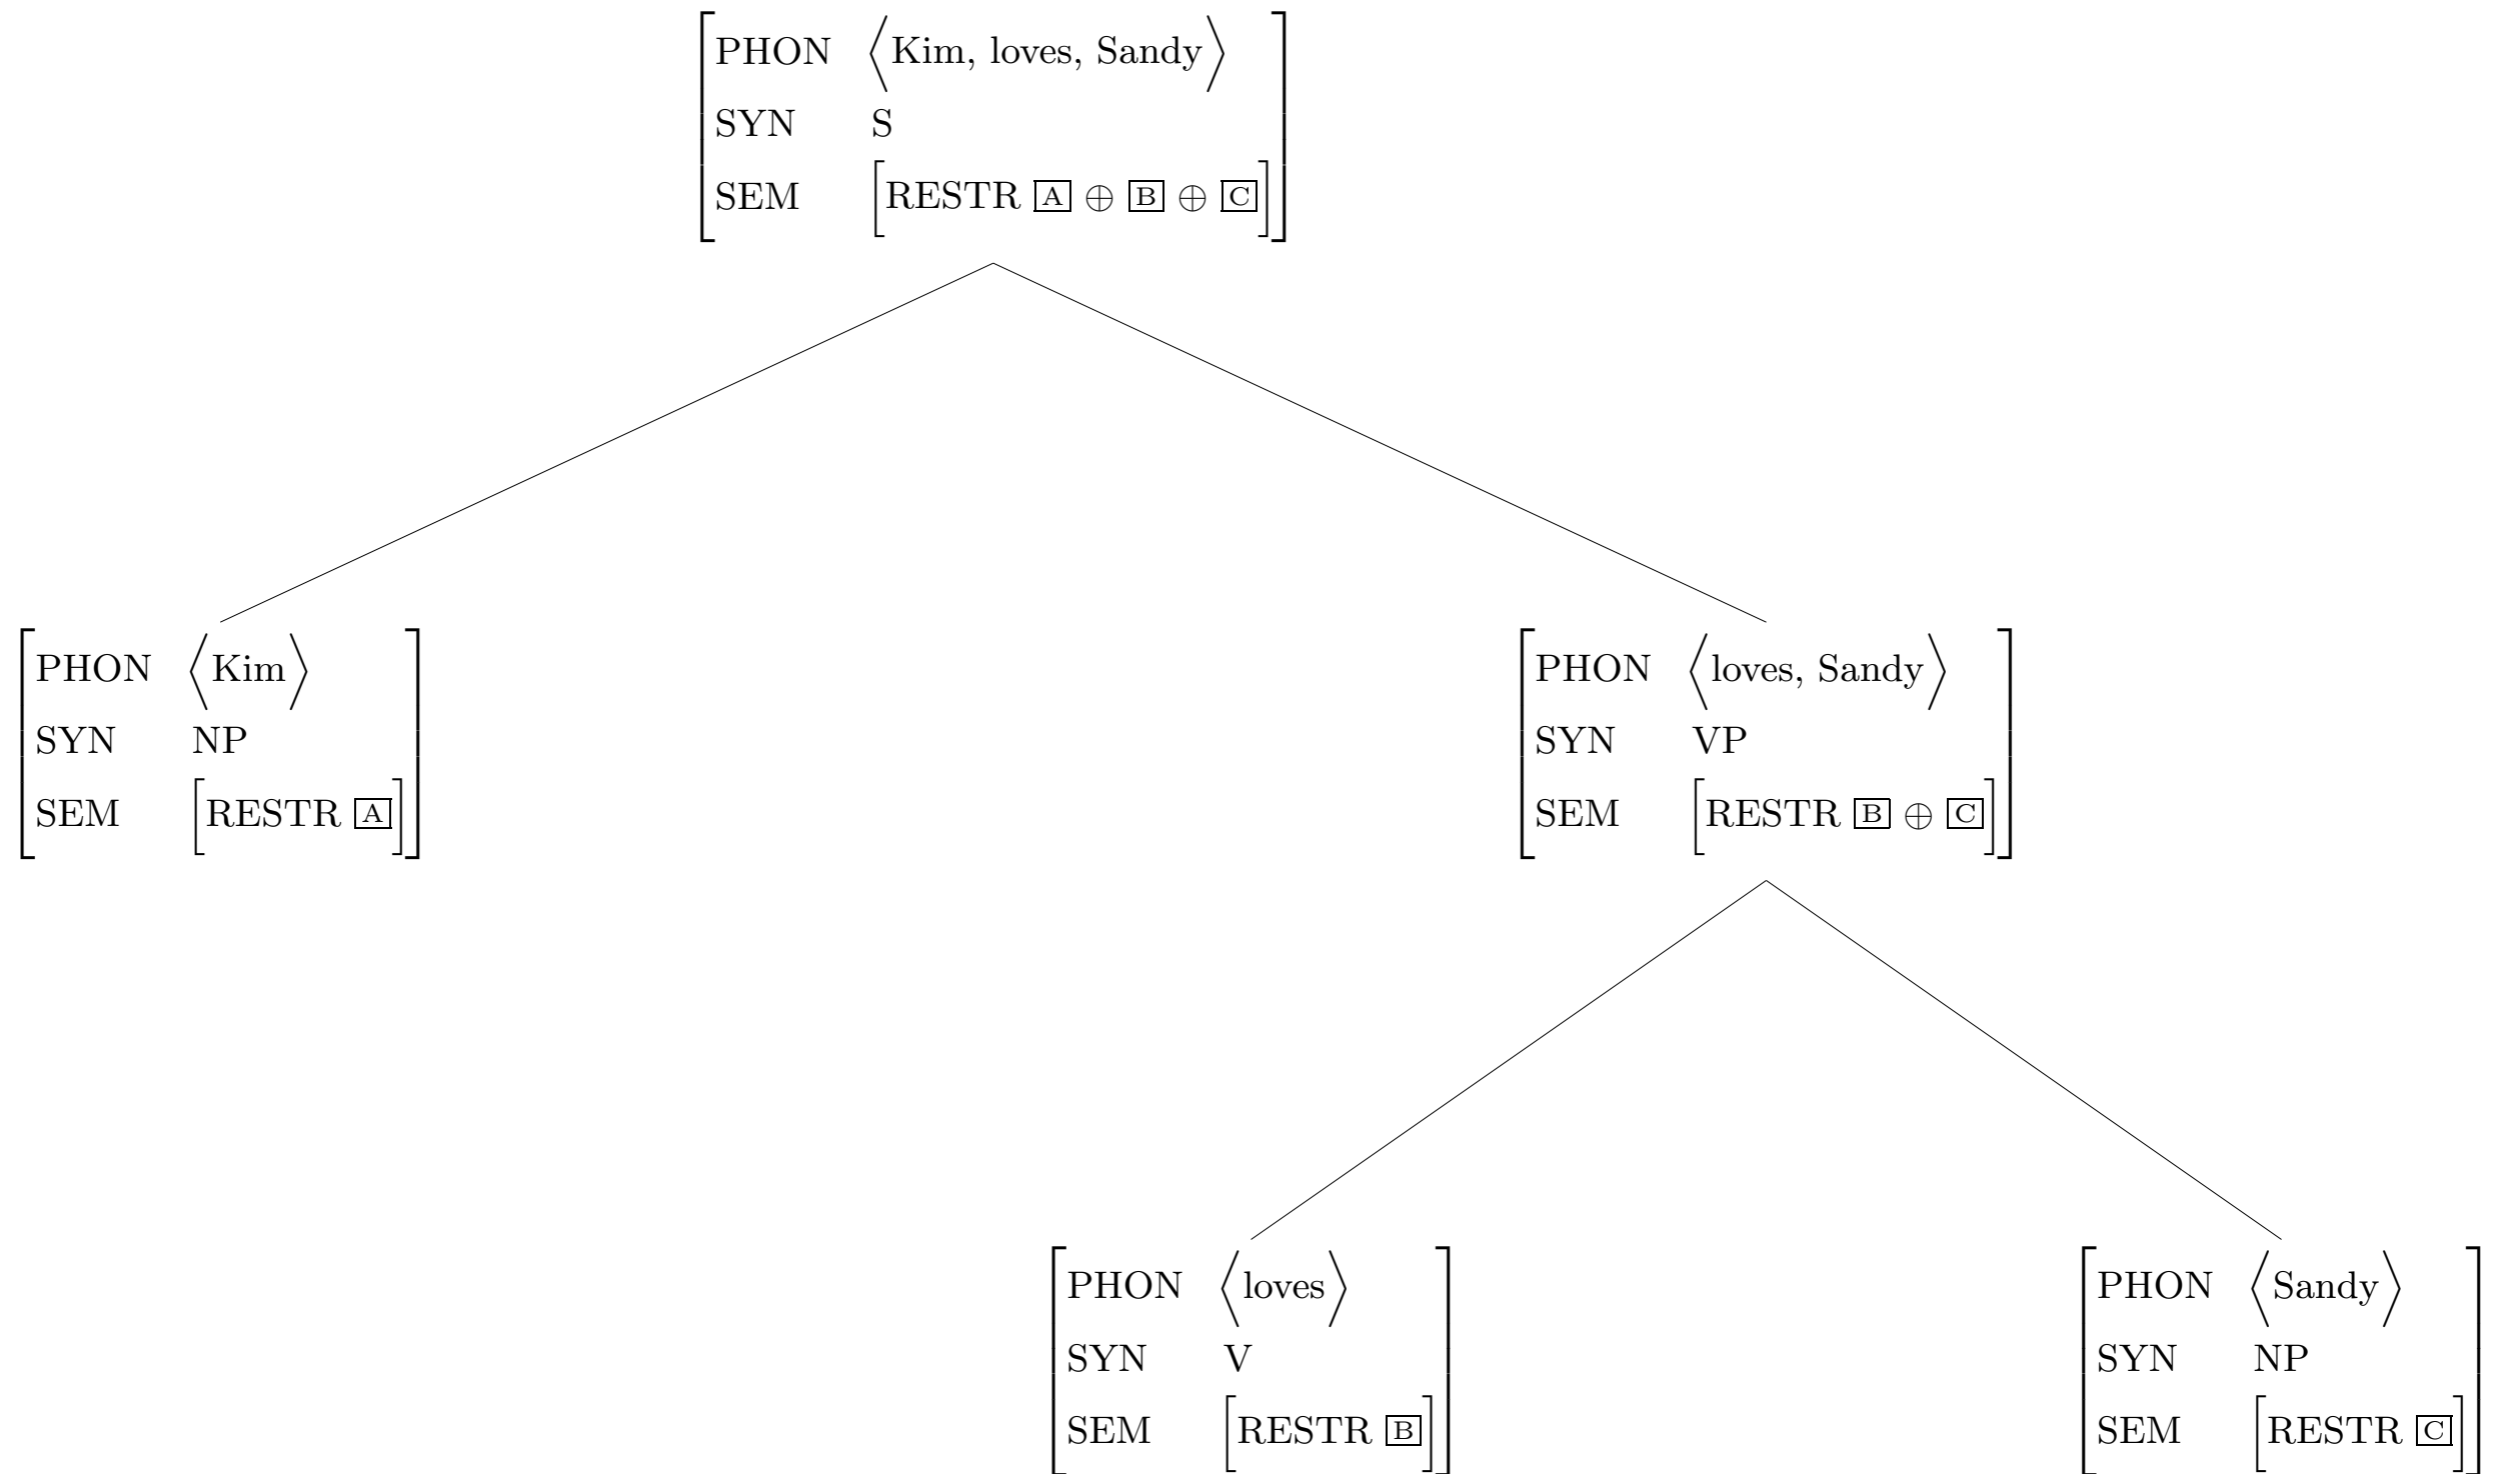 PHON ⟨Kim, loves, Sandy⟩
SYN S
SEM [RESTR A ⊕ B ⊕ C]
PHON ⟨Kim⟩
SYN NP
SEM [RESTR A]
PHON ⟨loves, Sandy⟩
SYN VP
SEM [RESTR B ⊕ C]
PHON ⟨loves⟩
SYN V
SEM [RESTR B]
PHON ⟨Sandy⟩
SYN NP
SEM [RESTR C]